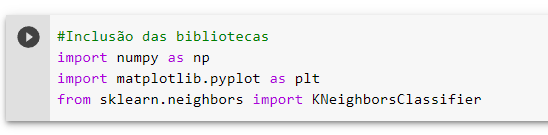 #Inclusão das bibliotecas
import numpy as np
import matplotlib.pyplot as plt
from sklearn.neighbors import KNeighborsClassifier